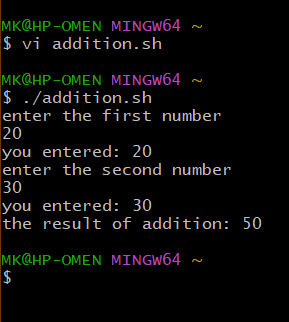 MK@HP-OMEN MINGW64 ~
$ vi addition.sh
MK@HP-OMEN MINGW64 ~
$ ./addition.sh
enter the first number
20
you entered: 20
enter the second number
30
you entered: 30
the result of addition: 50
MK@HP-OMEN MINGW64 ~
$